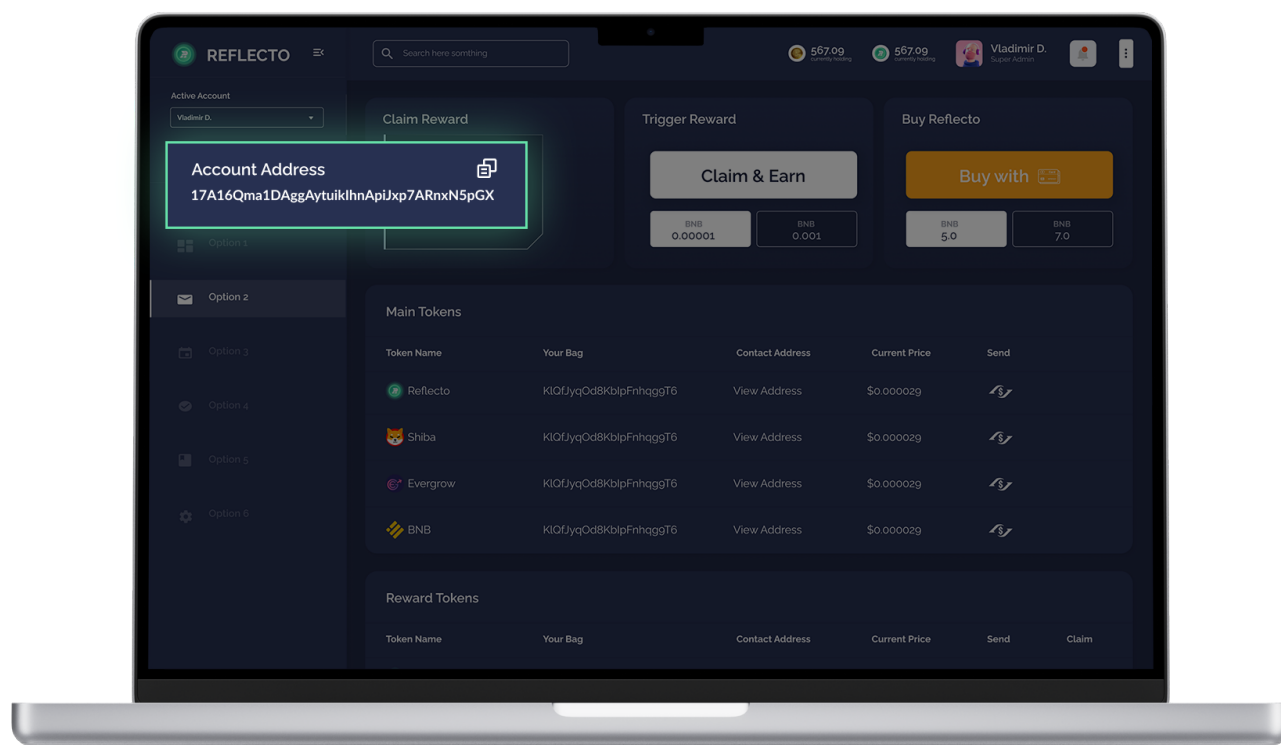 REFLECTO
Search here somthing
567.09
currently holding
567.09
currently holding
Vladimir D.
Super Admin
Active Account
Vladimir D.
Account Address
17A16Qma1DAggAytuiklhnApiJxp7ARnxN5pGX
Option 1
Option 2
Option 3
Option 4
Option 5
Option 6
Claim Reward
Trigger Reward
Claim & Earn
BNB
0.00001
BNB
0.001
Buy Reflecto
Buy with
BNB
5.0
BNB
7.0
Main Tokens
Token Name Your Bag Contact Address Current Price Send
Reflecto KlQfJyqOd8KblpFnhqg9T6 View Address $0.000029
Shiba KlQfJyqOd8KblpFnhqg9T6 View Address $0.000029
Evergrow KlQfJyqOd8KblpFnhqg9T6 View Address $0.000029
BNB KlQfJyqOd8KblpFnhqg9T6 View Address $0.000029
Reward Tokens
Token Name Your Bag Contact Address Current Price Send Claim